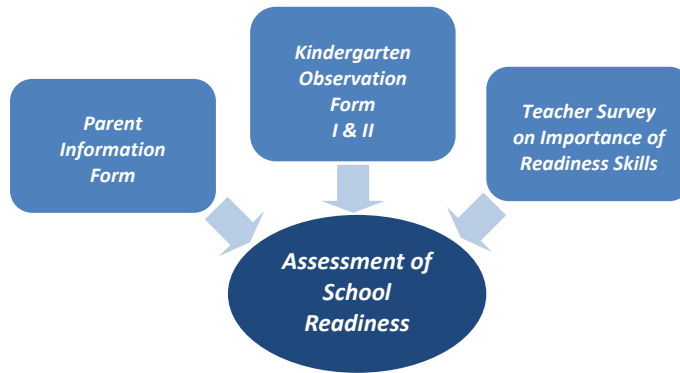 Parent
Information
Form
Kindergarten
Observation
Form
I & II
Teacher Survey
on Importance of
Readiness Skills
Assessment of
School
Readiness